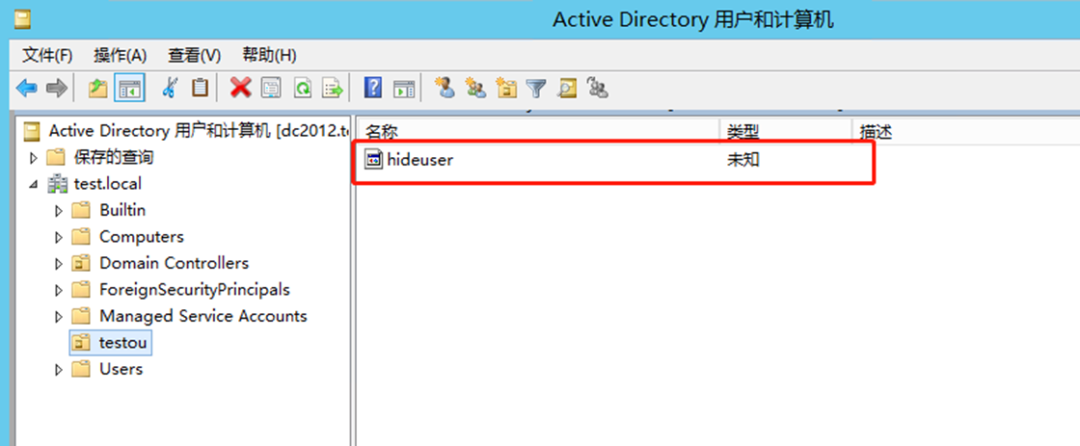 Active Directory 用户和计算机
文件(F) 操作(A) 查看(V) 帮助(H)
Active Directory 用户和计算机 [dc2012.te
保存的查询
test.local
Builtin
Computers
Domain Controllers
ForeignSecurityPrincipals
Managed Service Accounts
testou
Users
名称 类型 描述
hideuser 未知